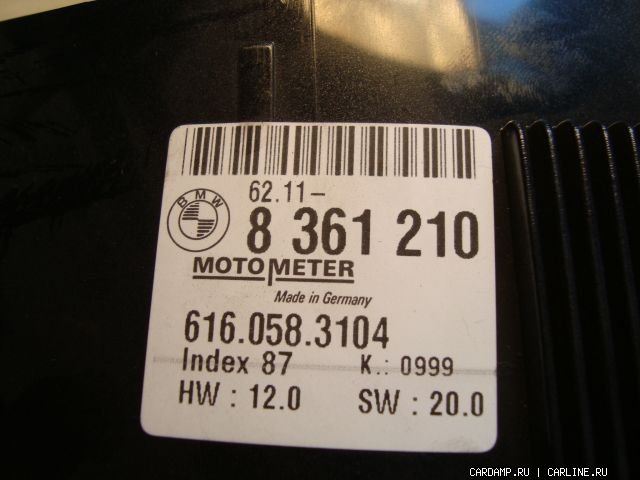 BMW
62.11-
8 361 210
MOTOMETER
Made in Germany
616.058.3104
Index 87 K.: 0999
HW : 12.0 SW : 20.0
CARDAMP.RU | CARLINE.RU